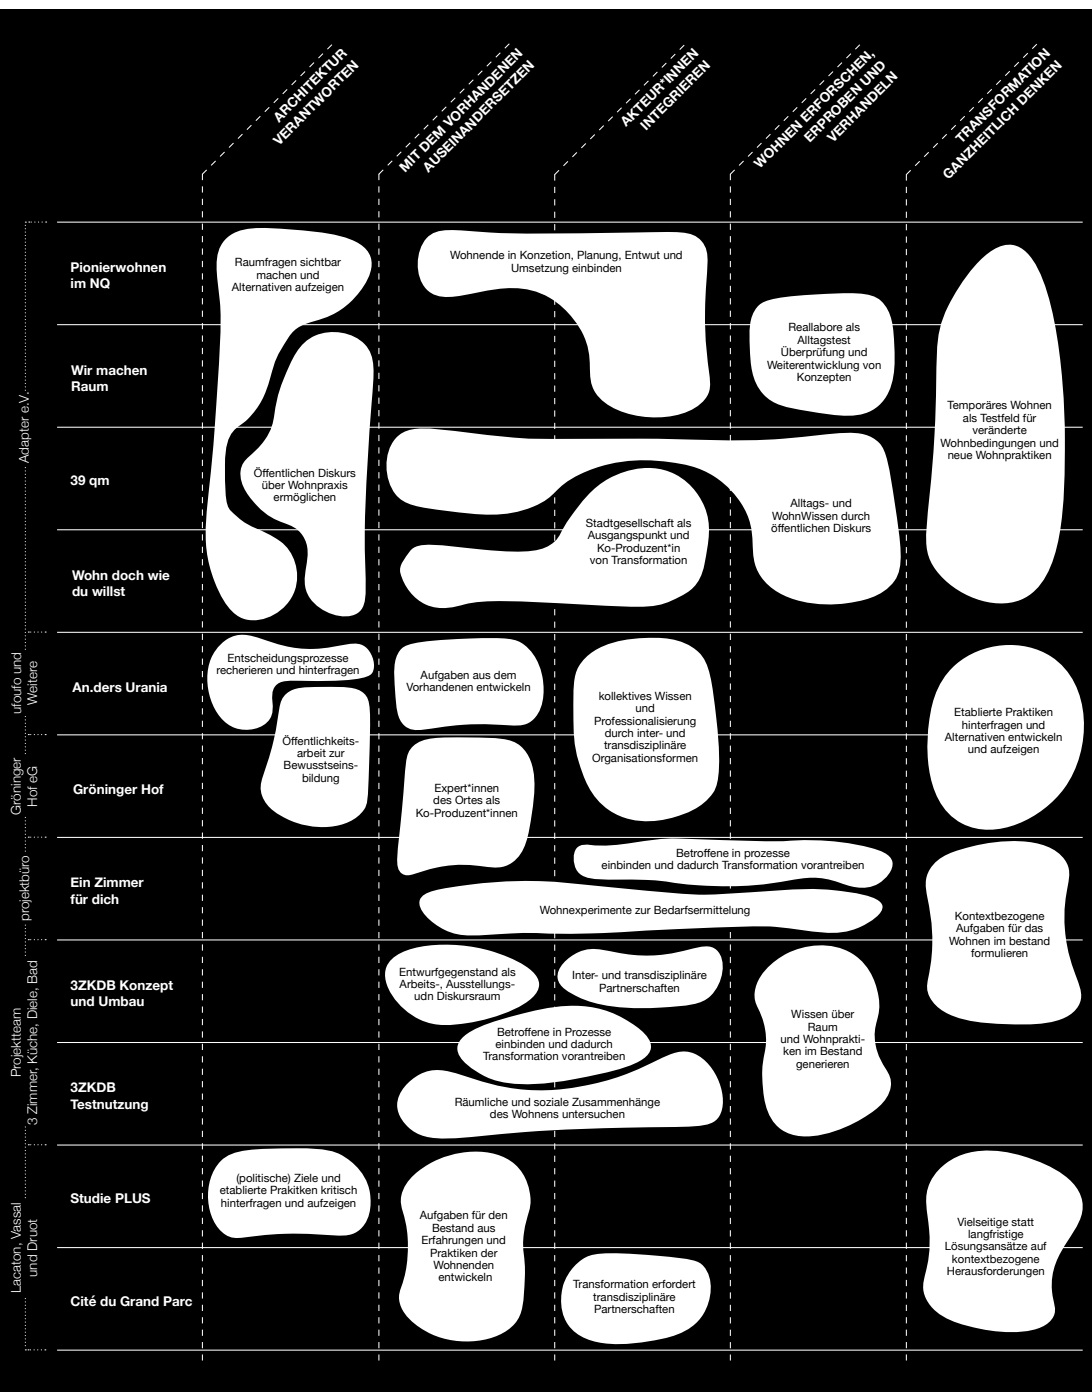 ARCHITEKTUR
VERANTWORTEN
MIT DEM VORHANDENEN
AUSEINANDERSETZEN
AKTEUR*INNEN
INTEGRIEREN
WOHNEN ERFORSCHEN,
ERPROBEN UND
VERHANDELN
TRANSFORMATION
GANZHEITLICH DENKEN
Adapter e.V.
Pionierwohnen
im NQ
Raumfragen sichtbar
machen und
Alternativen aufzeigen
Wohnende in Konzetion, Planung, Entwut und
Umsetzung einbinden
Reallabore als
Alltagstest
Überprüfung und
Weiterentwicklung von
Konzepten
Wir machen
Raum
Temporäres Wohnen
als Testfeld für
veränderte
Wohnbedingungen und
neue Wohnpraktiken
39 qm
Öffentlichen Diskurs
über Wohnpraxis
ermöglichen
Alltags- und
WohnWissen durch
öffentlichen Diskurs
Stadtgesellschaft als
Ausgangspunkt und
Ko-Produzent*in
von Transformation
Wohn doch wie
du willst
ufoufo und
Weitere
An.ders Urania
Entscheidungsprozesse
recherieren und hinterfragen
Aufgaben aus dem
Vorhandenen entwickeln
kollektives Wissen
und
Professionalisierung
durch inter- und
transdisziplinäre
Organisationsformen
Etablierte Praktiken
hinterfragen und
Alternativen entwickeln
und aufzeigen
Öffentlichkeits-
arbeit zur
Bewusstseins-
bildung
Gröninger
Hof eG
Gröninger Hof
Expert*innen
des Ortes als
Ko-Produzent*innen
projektbüro
Ein Zimmer
für dich
Betroffene in prozesse
einbinden und dadurch Transformation vorantreiben
Wohnexperimente zur Bedarfsermittelung
Kontextbezogene
Aufgaben für das
Wohnen im bestand
formulieren
Projektteam
3 Zimmer, Küche, Diele, Bad
3ZKDB Konzept
und Umbau
Entwurfgegenstand als
Arbeits-, Ausstellungs-
udn Diskursraum
Inter- und transdisziplinäre
Partnerschaften
Wissen über
Raum
und Wohnprakti-
ken im Bestand
generieren
Betroffene in Prozesse
einbinden und dadurch
Transformation vorantreiben
3ZKDB
Testnutzung
Räumliche und soziale Zusammenhänge
des Wohnens untersuchen
Lacaton, Vassal
und Druot
Studie PLUS
(politische) Ziele und
etablierte Prakitken kritisch
hinterfragen und aufzeigen
Aufgaben für den
Bestand aus
Erfahrungen und
Praktiken der
Wohnenden
entwickeln
Vielseitige statt
langfristige
Lösungsansätze auf
kontextbezogene
Herausforderungen
Cité du Grand Parc
Transformation erfordert
transdisziplinäre
Partnerschaften